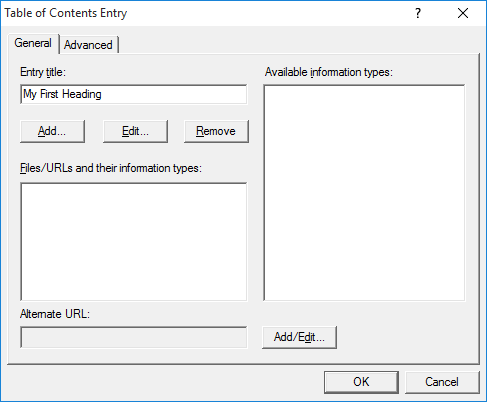 Table of Contents Entry
?
General
Advanced
Entry title:
Available information types:
My First Heading
Add...
Edit...
Remove
Files/URLs and their information types:
Alternate URL:
Add/Edit...
OK
Cancel